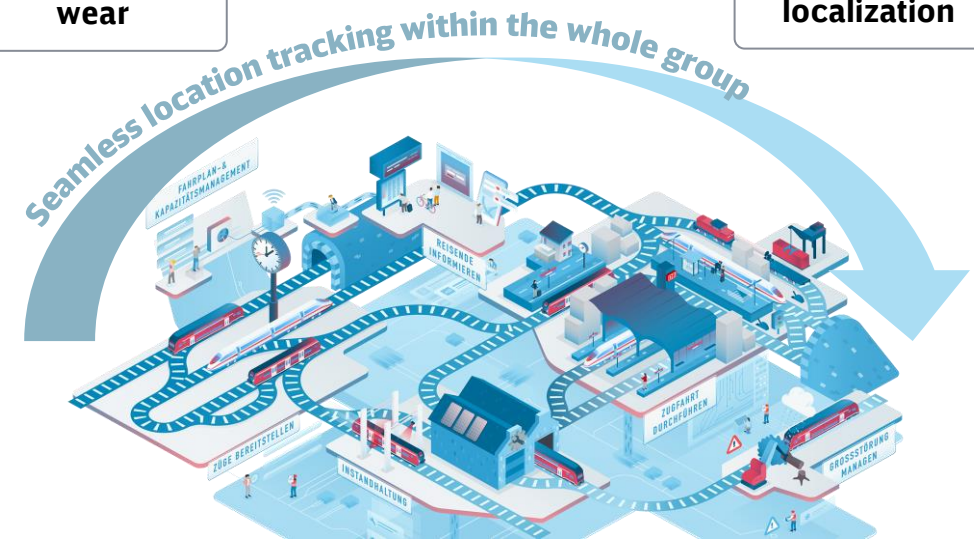 wear
localization
Seamless location tracking within the whole group
FAHRPLAN-&
KAPAZITÄTSMANAGEMENT
REISENDE
INFORMIEREN
ZUGFAHRT
DURCHFÜHREN
ZÜGE BEREITSTELLEN
GROSSSTÖRUNG
MANAGEN
INSTANDHALTUNG